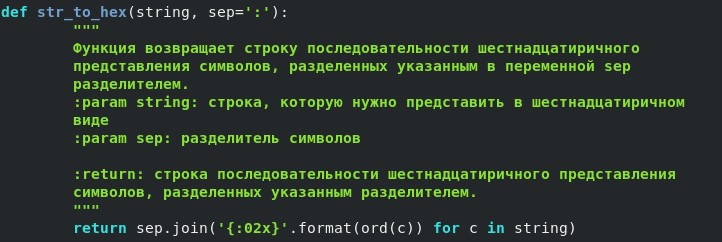 def str_to_hex(string, sep=':'):
"""
Функция возвращает строку последовательности шестнадцатиричного
представления символов, разделенных указанным в переменной sep
разделителем.
:param string: строка, которую нужно представить в шестнадцатиричном
виде
:param sep: разделитель символов
:return: строка последовательности шестнадцатиричного представления
символов, разделенных указанным разделителем.
"""
return sep.join('{:02x}'.format(ord(c)) for c in string)